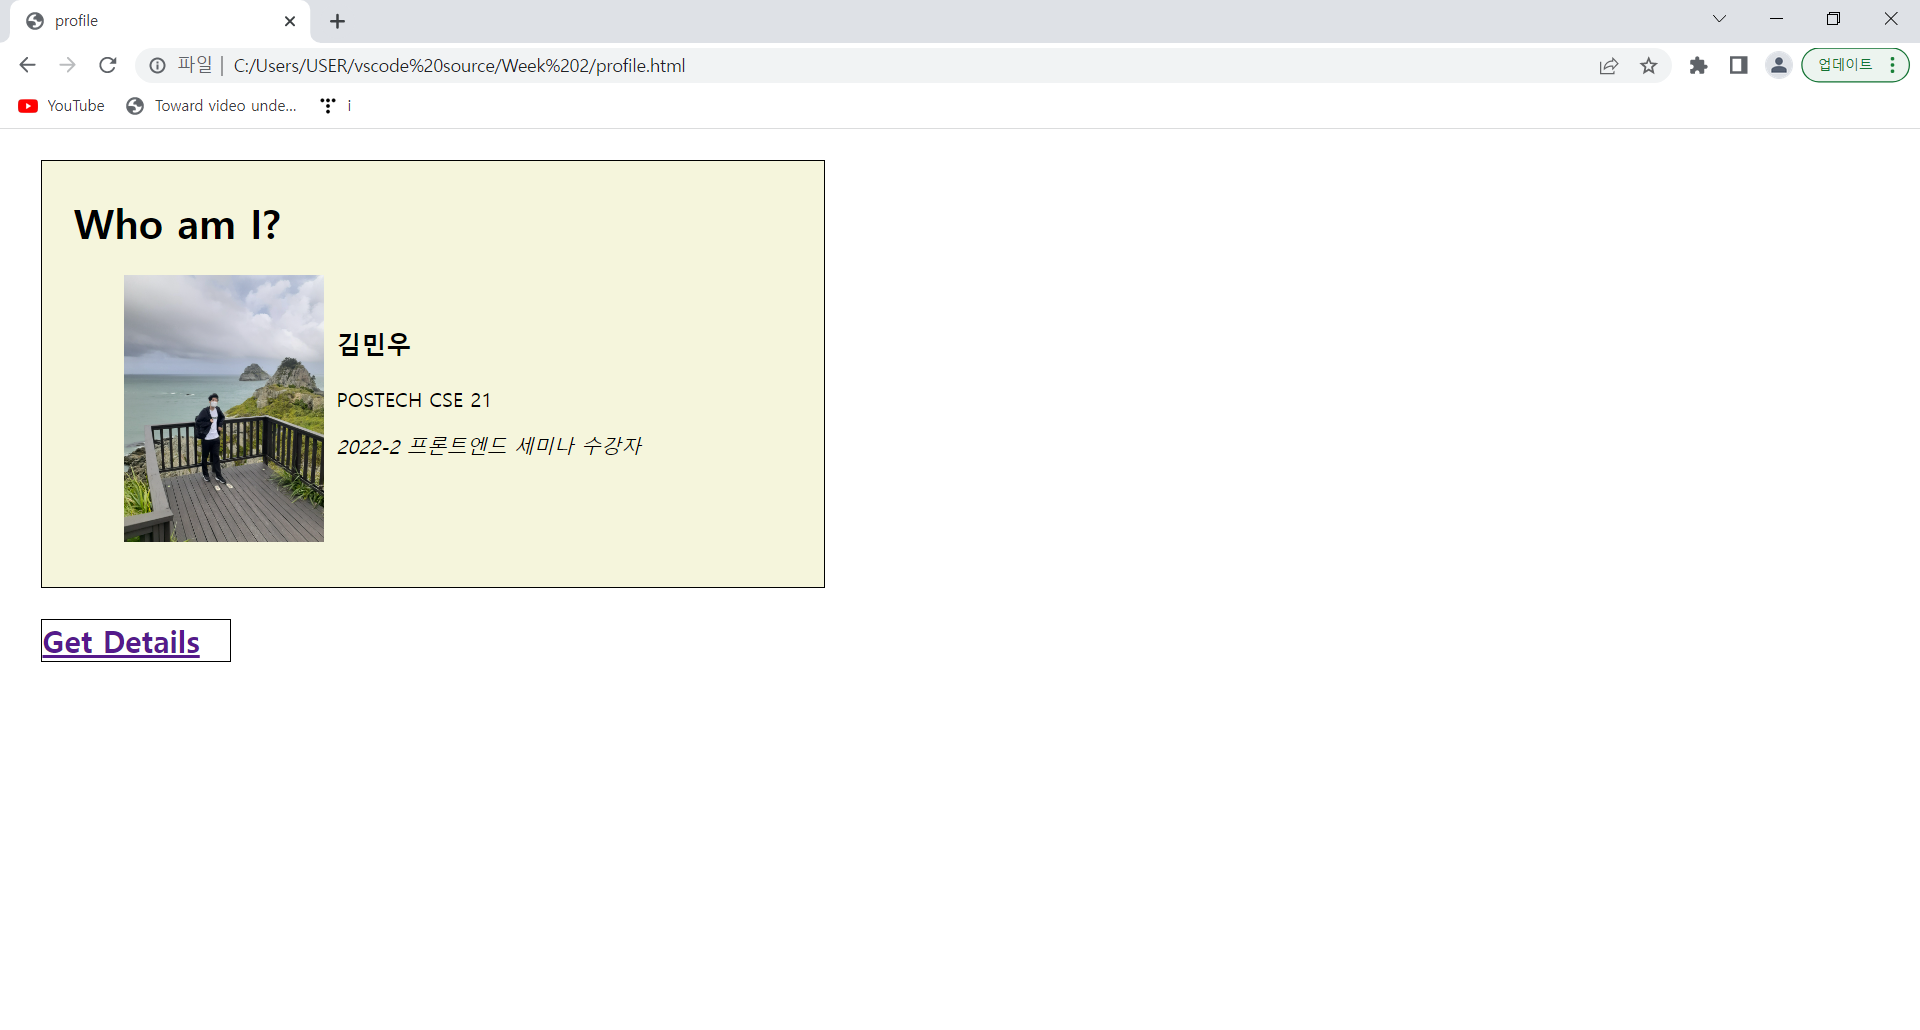 profile
파일 | C:/Users/USER/vscode%20source/Week%202/profile.html
업데이트
YouTube
Toward video unde...
i
Who am I?
김민우
POSTECH CSE 21
2022-2 프론트엔드 세미나 수강자
Get Details